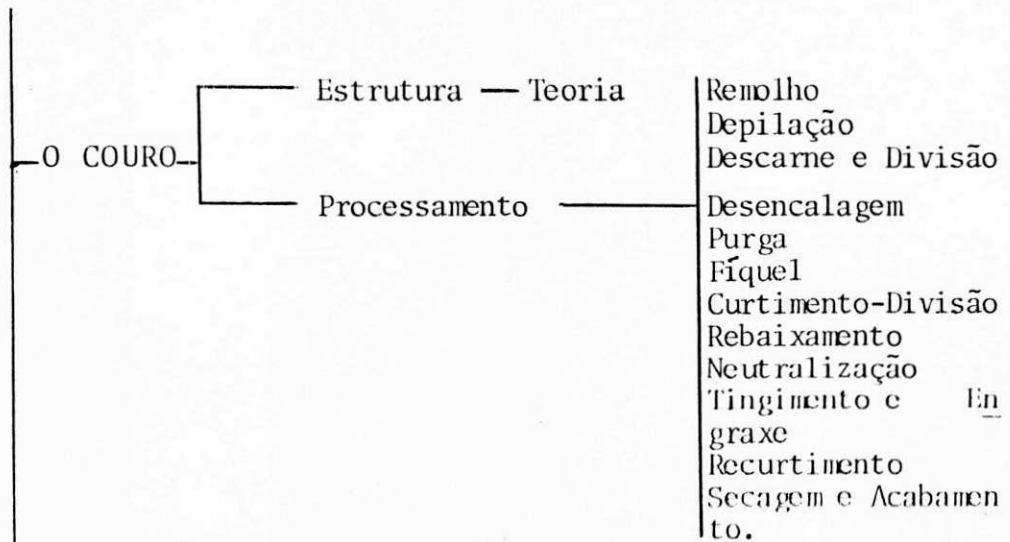 Estrutura — Teoria
Remolho
Depilação
O COURO
Descarne e Divisão
Processamento
Desencalagem
Purga
Fíquel
Curtimento-Divisão
Rebaixamento
Neutralização
Tingimento e En
graxe
Recurtimento
Secagem e Acabamen
to.